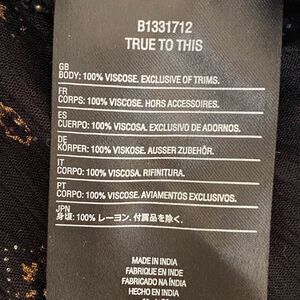 B1331712
TRUE TO THIS
GB
BODY: 100% VISCOSE. EXCLUSIVE OF TRIMS.
FR
CORPS: 100% VISCOSE. HORS ACCESSOIRES.
ES
CUERPO: 100% VISCOSA. EXCLUSIVO DE ADORNOS.
DE
KÖRPER: 100% VISKOSE. AUSSER ZUBEHÖR.
IT
CORPO: 100% VISCOSA. RIFINITURA.
PT
CORPO: 100% VISCOSE. AVIAMENTOS EXCLUSIVOS.
JPN
身頃: 100% レーヨン. 付属品を除く.
MADE IN INDIA
FABRIQUE EN INDE
FABRICADO NA ÍNDIA
HECHO EN INDIA